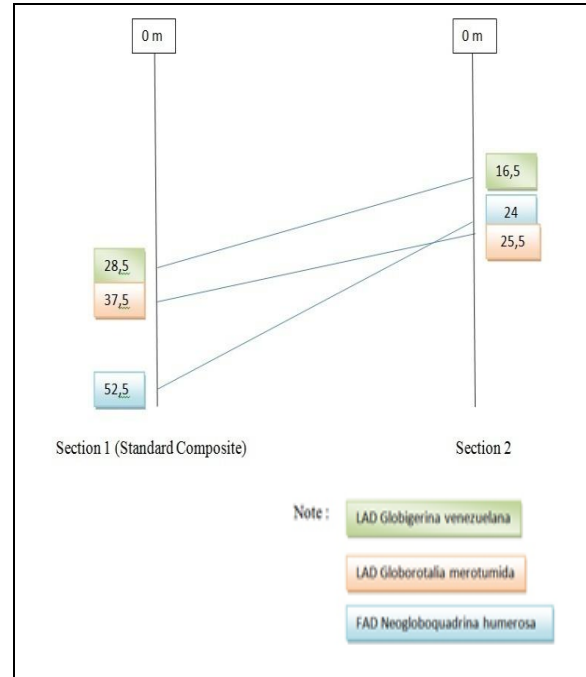 0 m
0 m
16,5
24
25,5
28,5
37,5
52,5
Section 1 (Standard Composite)
Section 2
Note :
LAD Globigerina venezuelana
LAD Globorotalia merotumida
FAD Neogloboquadrina humerosa